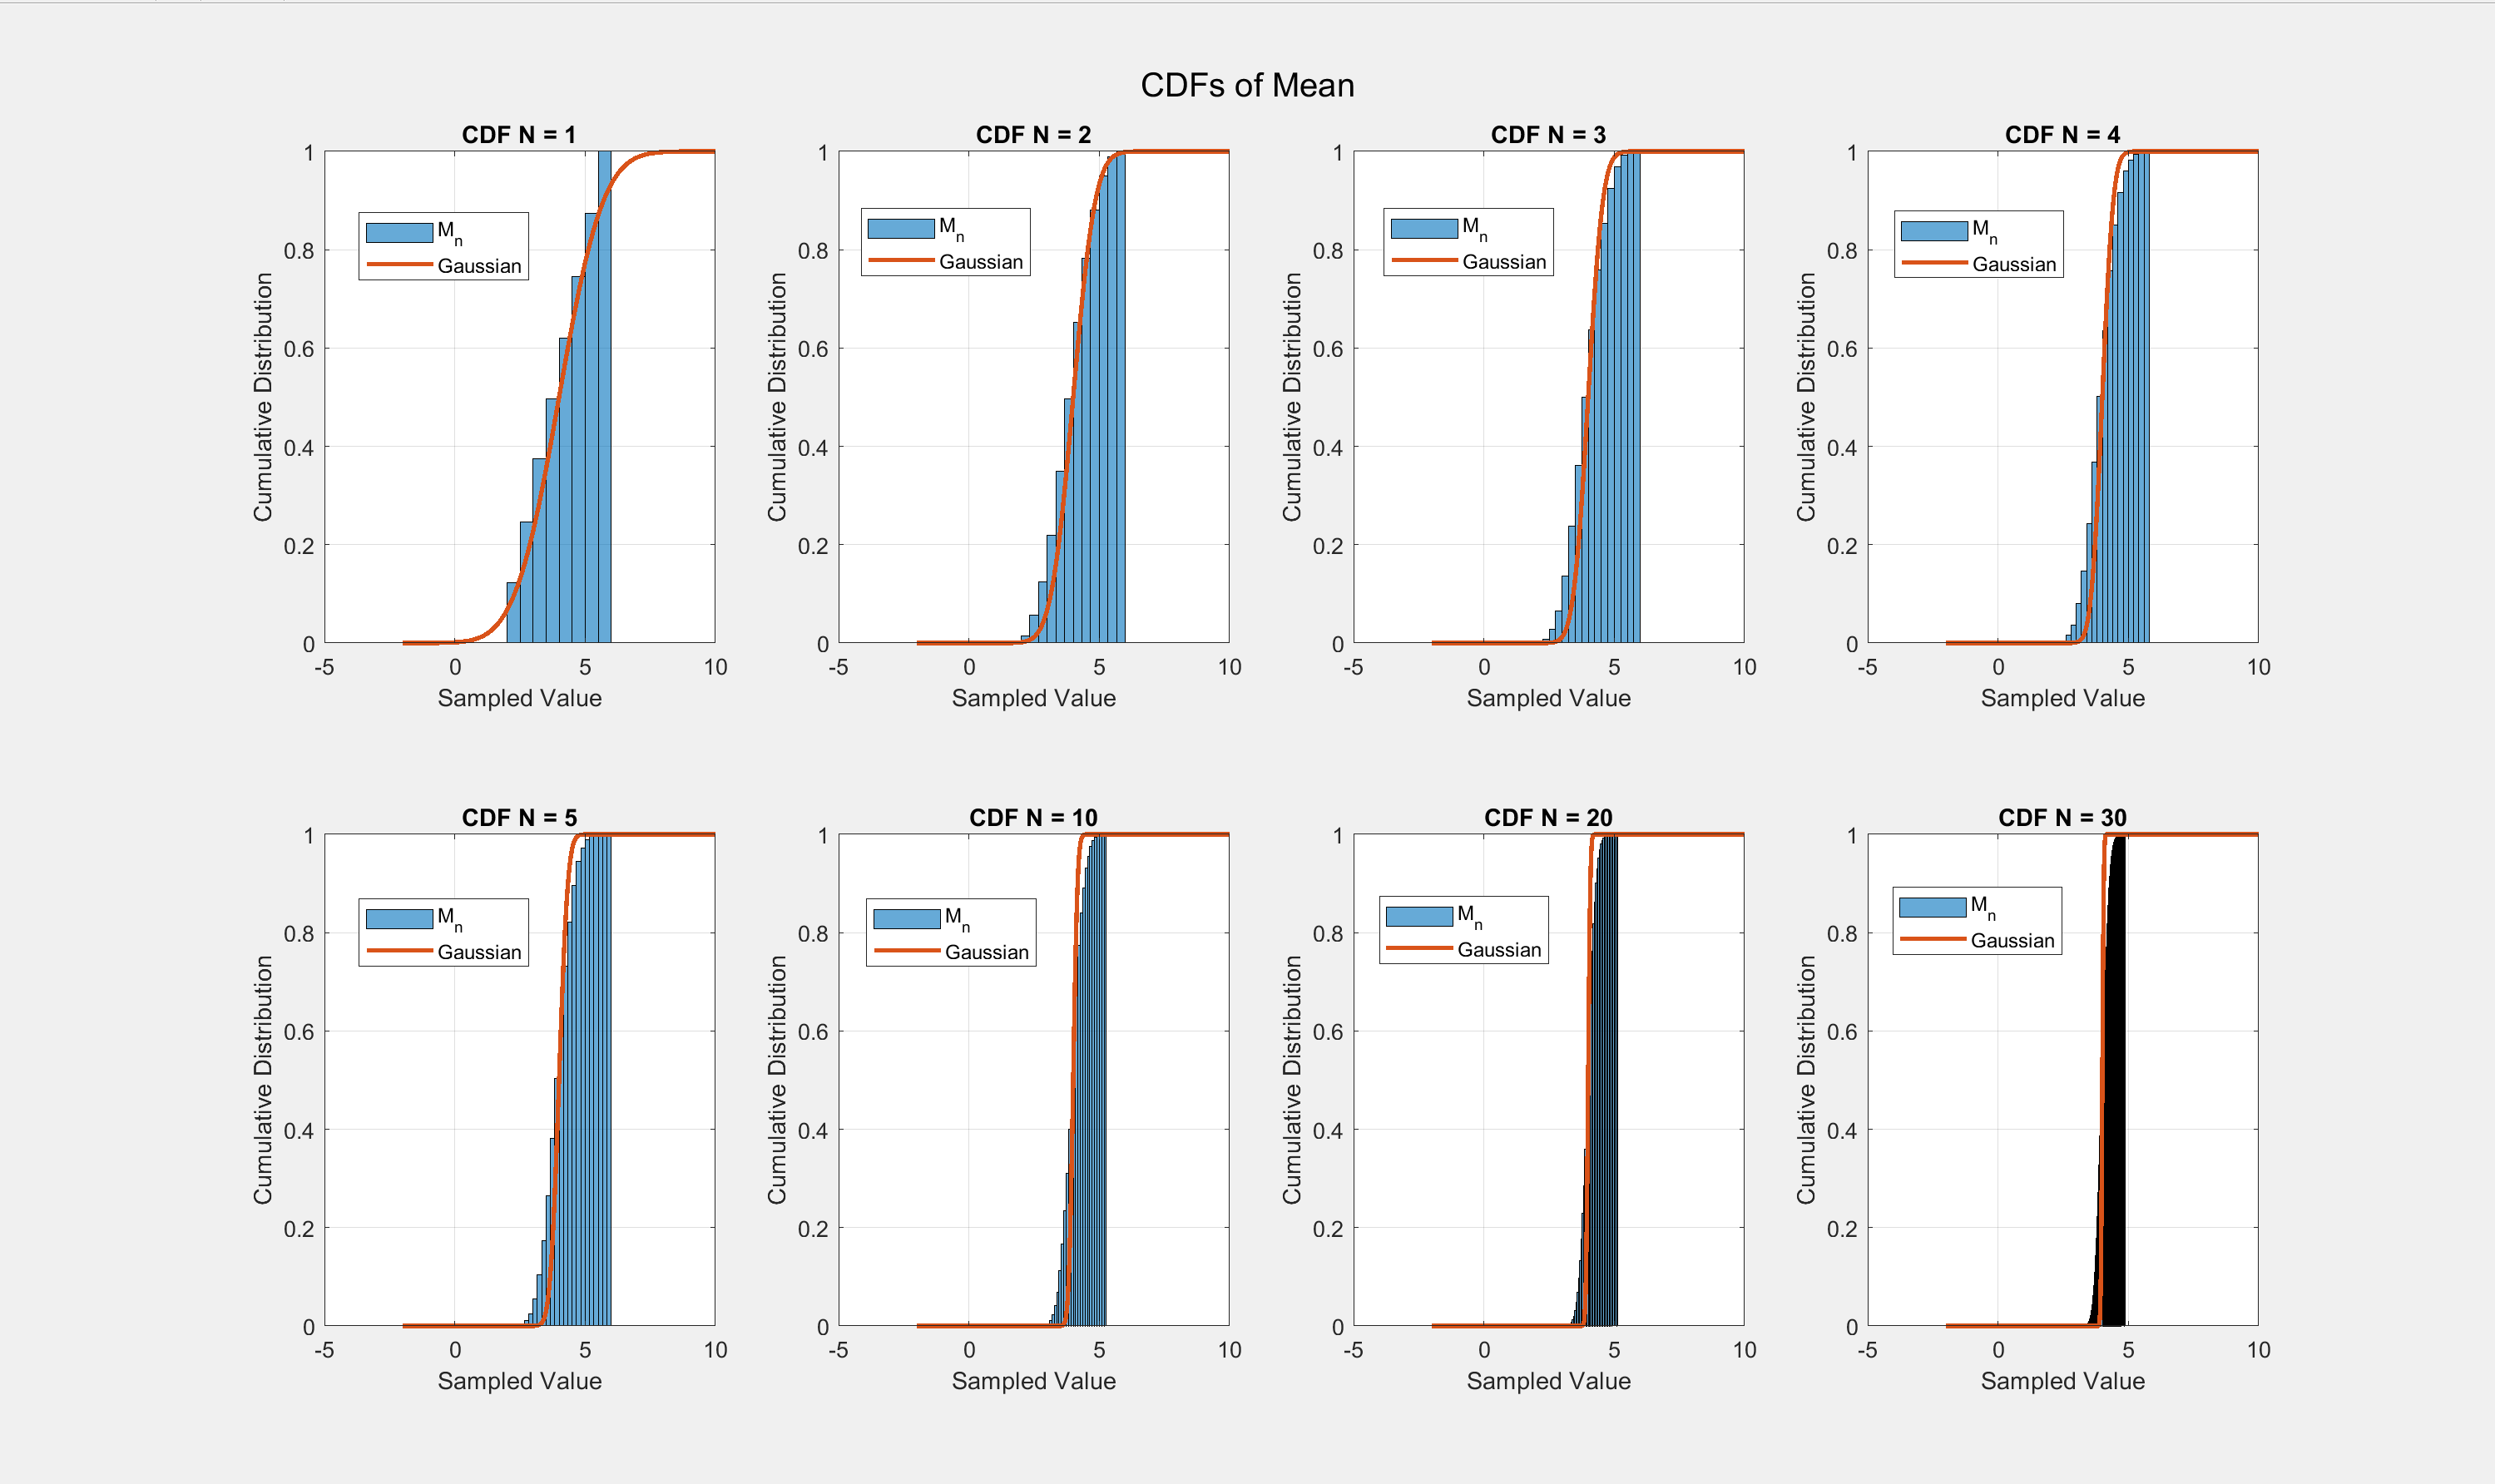 CDFs of Mean
CDF N = 1
1
0.8
0.6
0.4
0.2
0
-5 0 5 10
Cumulative Distribution
Sampled Value
Mn
Gaussian
CDF N = 2
1
0.8
0.6
0.4
0.2
0
-5 0 5 10
Cumulative Distribution
Sampled Value
Mn
Gaussian
CDF N = 3
1
0.8
0.6
0.4
0.2
0
-5 0 5 10
Cumulative Distribution
Sampled Value
Mn
Gaussian
CDF N = 4
1
0.8
0.6
0.4
0.2
0
-5 0 5 10
Cumulative Distribution
Sampled Value
Mn
Gaussian
CDF N = 5
1
0.8
0.6
0.4
0.2
0
-5 0 5 10
Cumulative Distribution
Sampled Value
Mn
Gaussian
CDF N = 10
1
0.8
0.6
0.4
0.2
0
-5 0 5 10
Cumulative Distribution
Sampled Value
Mn
Gaussian
CDF N = 20
1
0.8
0.6
0.4
0.2
0
-5 0 5 10
Cumulative Distribution
Sampled Value
Mn
Gaussian
CDF N = 30
1
0.8
0.6
0.4
0.2
0
-5 0 5 10
Cumulative Distribution
Sampled Value
Mn
Gaussian